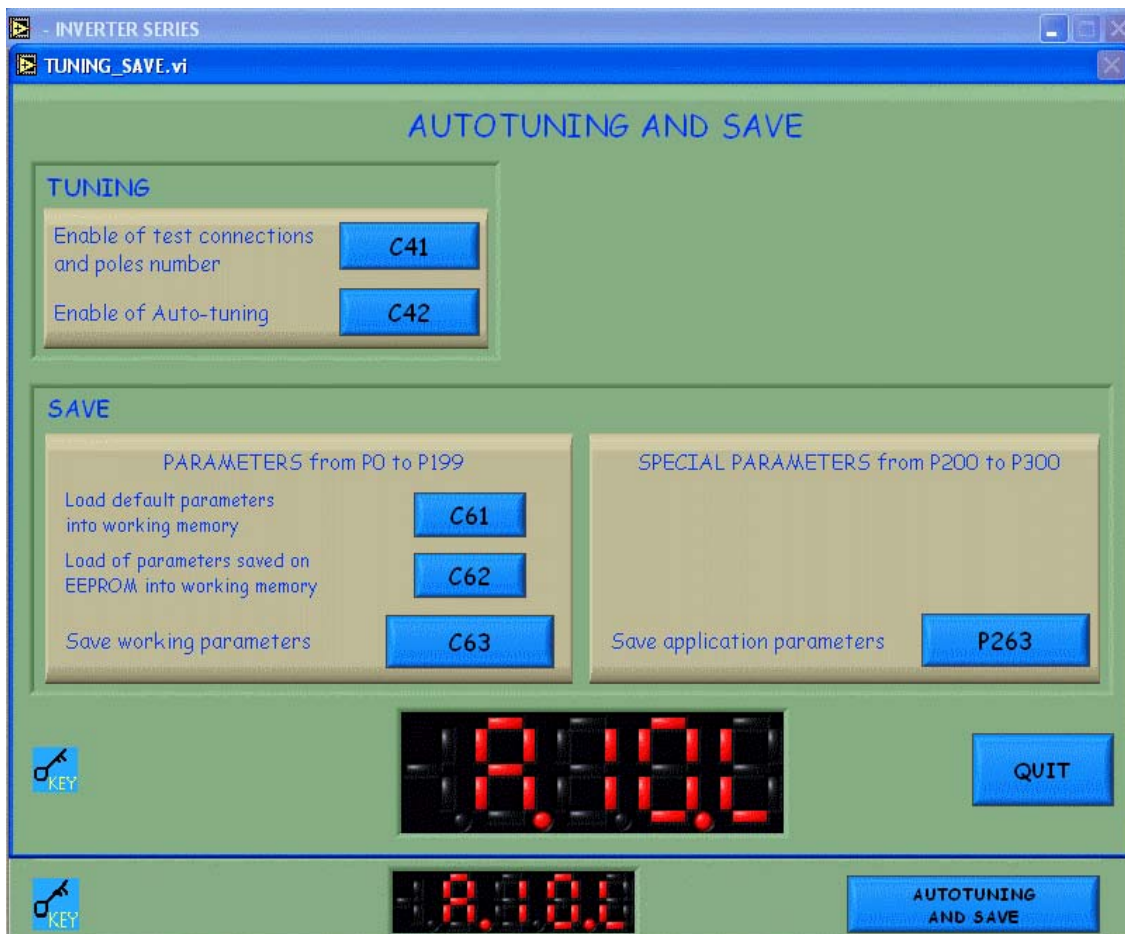 - INVERTER SERIES
TUNING_SAVE.vi
AUTOTUNING AND SAVE
TUNING
Enable of test connections
and poles number
C41
Enable of Auto-tuning
C42
SAVE
PARAMETERS from P0 to P199
Load default parameters
into working memory
C61
Load of parameters saved on
EEPROM into working memory
C62
Save working parameters
C63
SPECIAL PARAMETERS from P200 to P300
Save application parameters
P263
KEY
A.10.L
QUIT
KEY
A.10.L
AUTOTUNING
AND SAVE